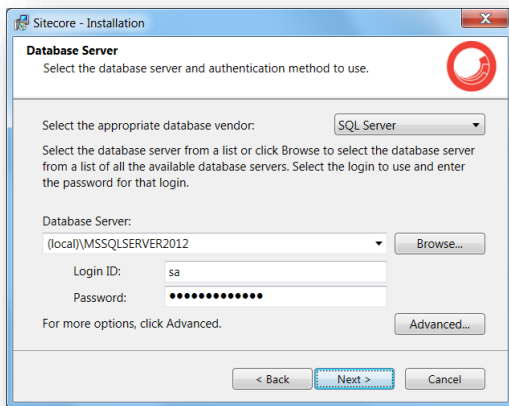 Sitecore - Installation
Database Server
Select the database server and authentication method to use.
Select the appropriate database vendor:
SQL Server
Select the database server from a list or click Browse to select the database server
from a list of all the available database servers. Select the login to use and enter
the password for that login.
Database Server:
(local)\MSSQLSERVER2012
Browse...
Login ID:
sa
Password:
•••••••••••••
For more options, click Advanced.
Advanced...
< Back
Next >
Cancel